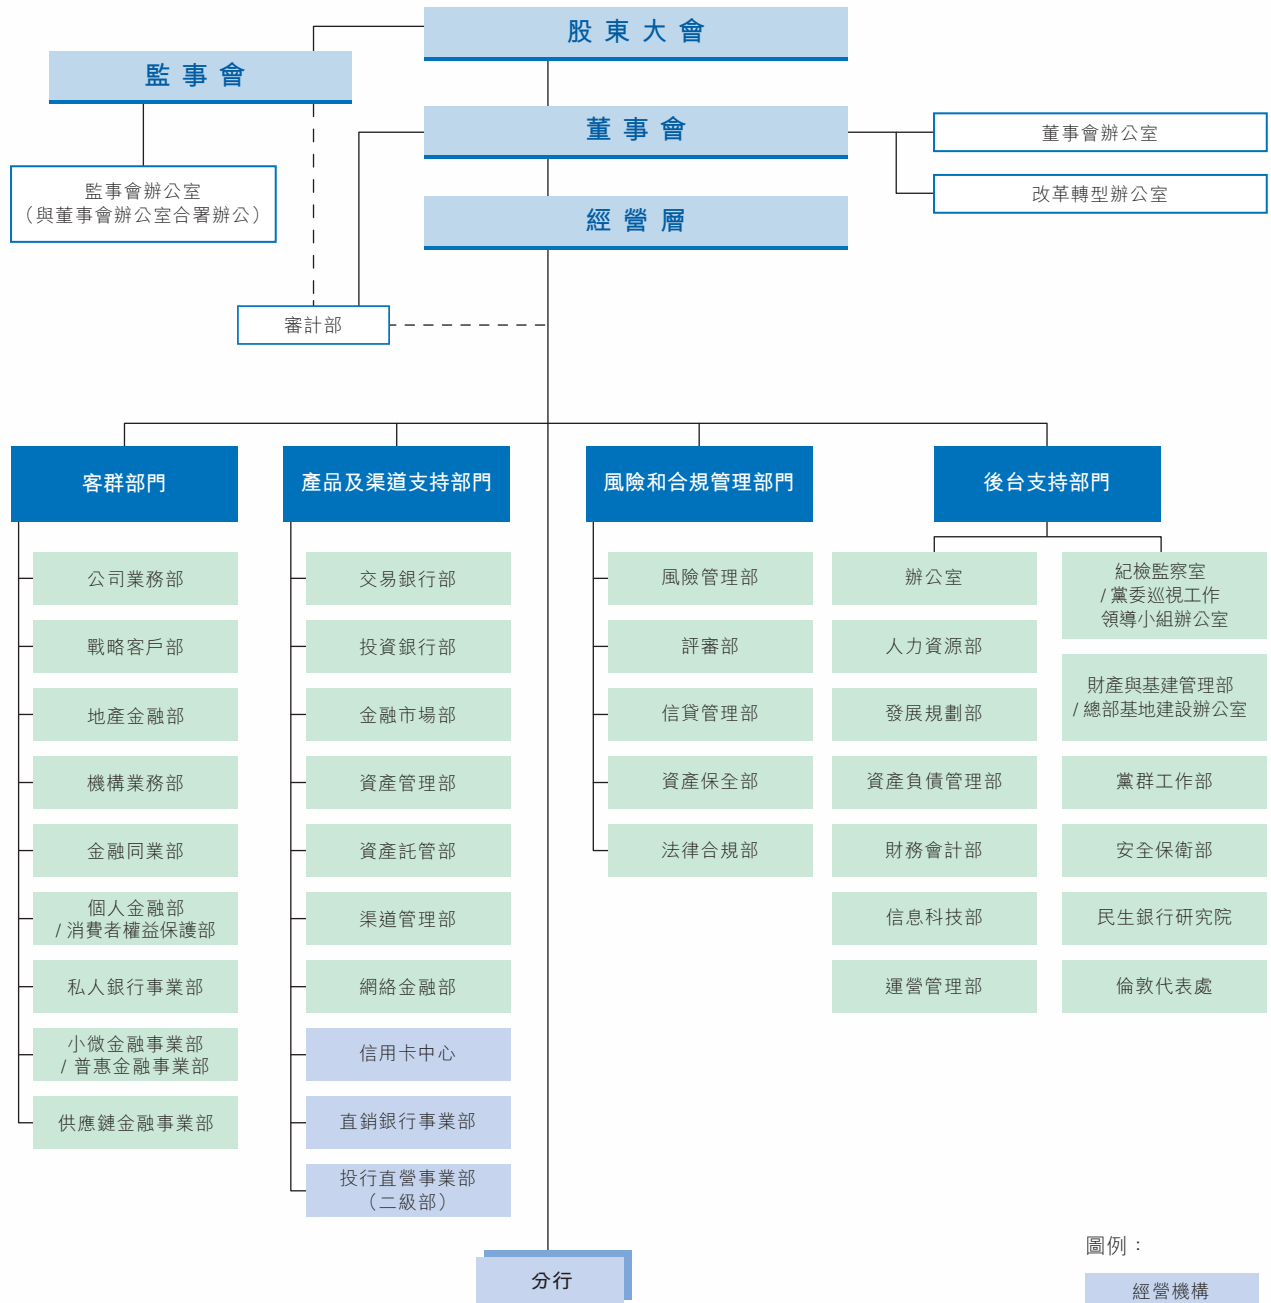 股東大會
監事會
董事會
董事會辦公室
改革轉型辦公室
監事會辦公室
（與董事會辦公室合署辦公）
經營層
審計部
客群部門
產品及渠道支持部門
風險和合規管理部門
後台支持部門
公司業務部
戰略客戶部
地產金融部
機構業務部
金融同業部
個人金融部
/ 消費者權益保護部
私人銀行事業部
小微金融事業部
/ 普惠金融事業部
供應鏈金融事業部
交易銀行部
投資銀行部
金融市場部
資產管理部
資產託管部
渠道管理部
網絡金融部
信用卡中心
直銷銀行事業部
投行直營事業部
（二級部）
風險管理部
評審部
信貸管理部
資產保全部
法律合規部
辦公室
人力資源部
發展規劃部
資產負債管理部
財務會計部
信息科技部
運營管理部
紀檢監察室
/ 黨委巡視工作
領導小組辦公室
財產與基建管理部
/ 總部基地建設辦公室
黨群工作部
安全保衛部
民生銀行研究院
倫敦代表處
分行
圖例：
經營機構